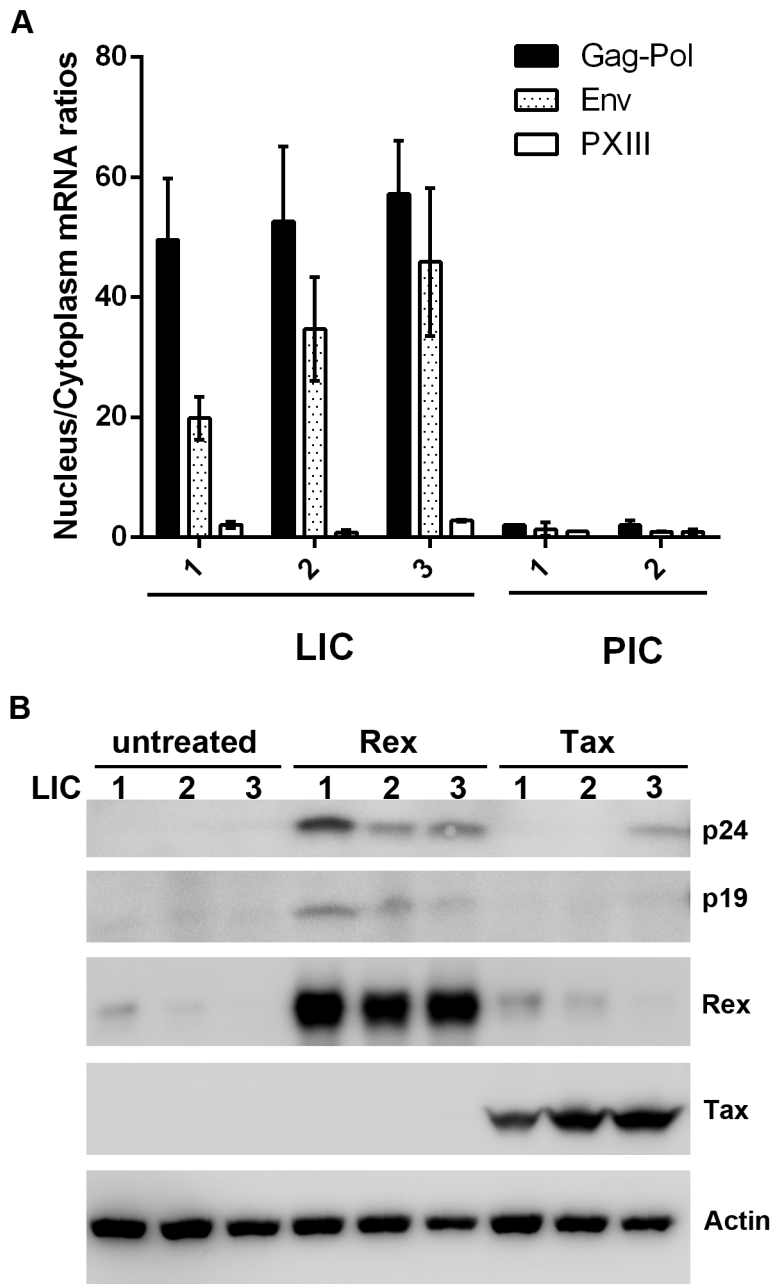 A
Nucleus/Cytoplasm mRNA ratios
80
60
40
20
0
Gag-Pol
Env
PXIII
1 2 3 1 2
LIC PIC
B
untreated Rex Tax
LIC 1 2 3 1 2 3 1 2 3
p24
p19
Rex
Tax
Actin